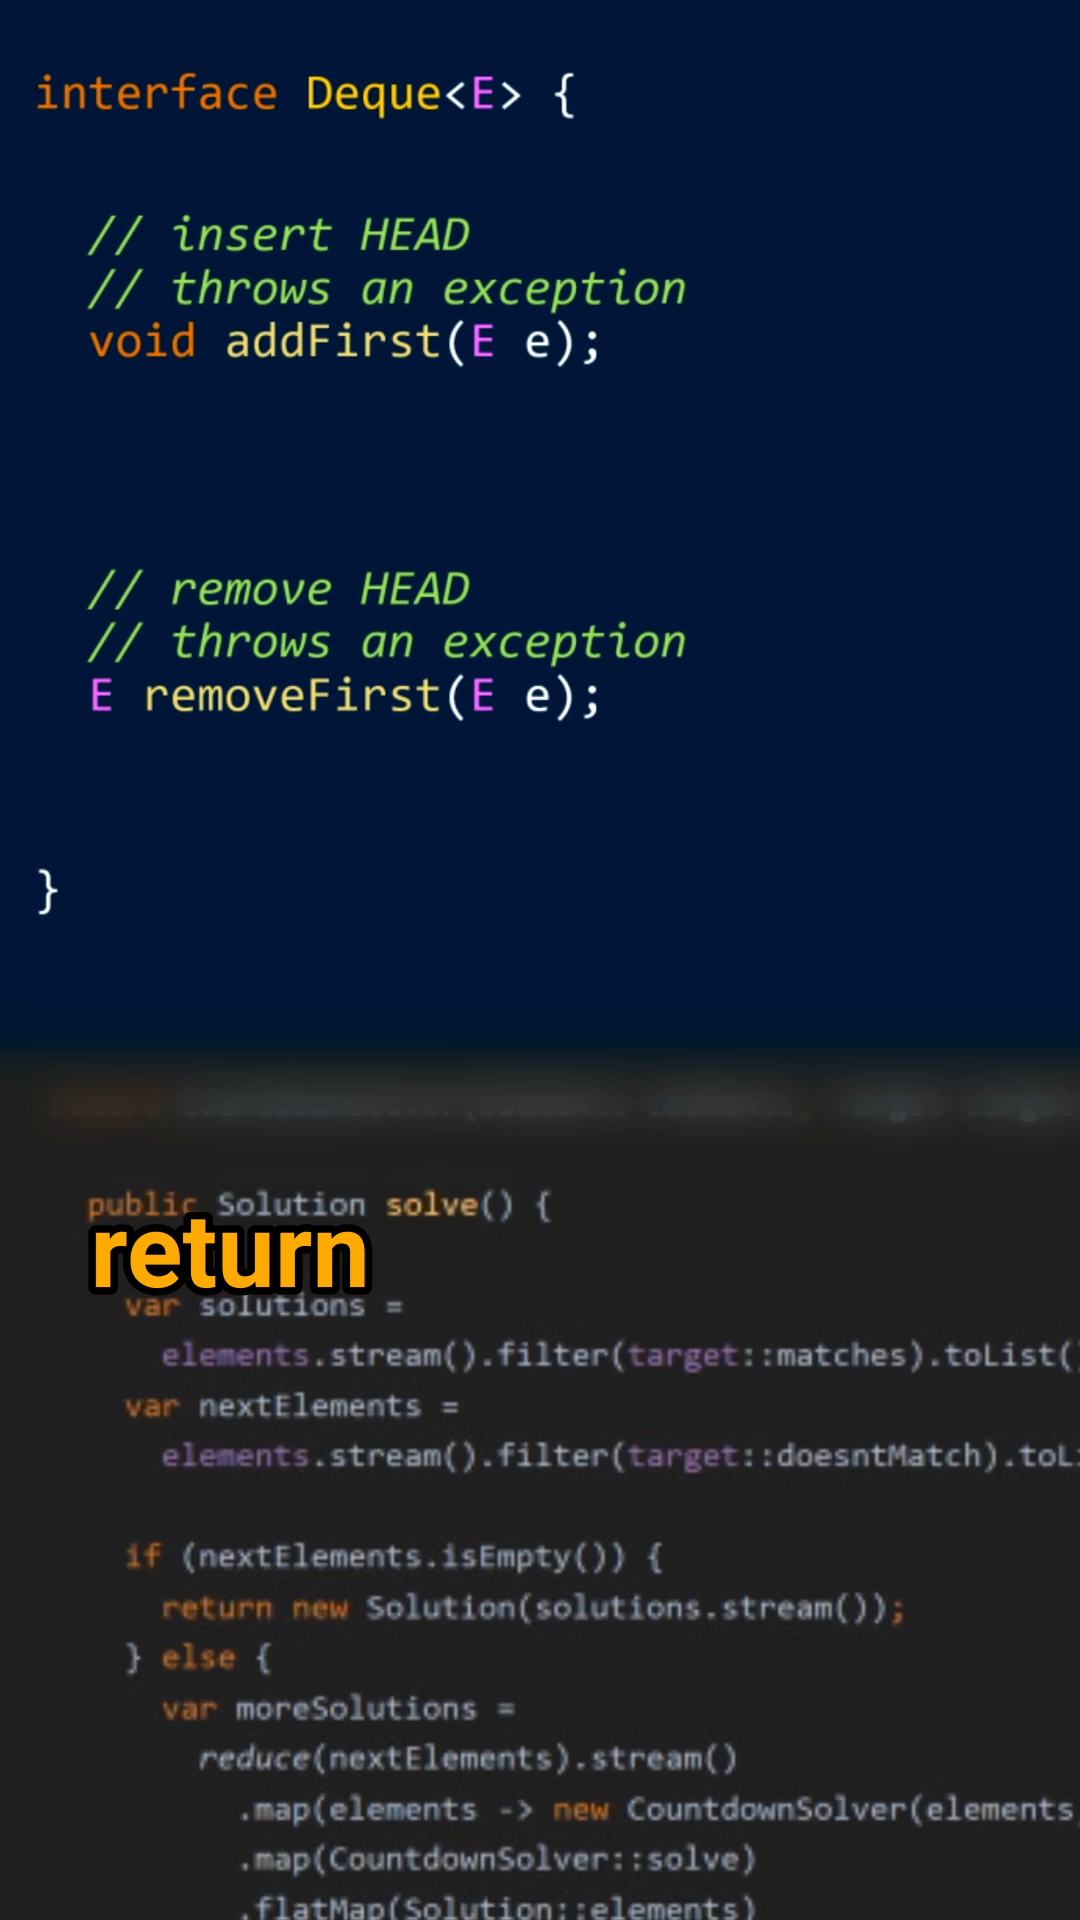 interface Deque<E> {
// insert HEAD
// throws an exception
void addFirst(E e);
// remove HEAD
// throws an exception
E removeFirst(E e);
}
public Solution solve() {
return
var solutions =
elements.stream().filter(target::matches).toList()
var nextElements =
elements.stream().filter(target::doesntMatch).toL
if (nextElements.isEmpty()) {
return new Solution(solutions.stream());
} else {
var moreSolutions =
reduce(nextElements).stream()
.map(elements -> new CountdownSolver(elements
.map(CountdownSolver::solve)
.flatMap(Solution::elements)